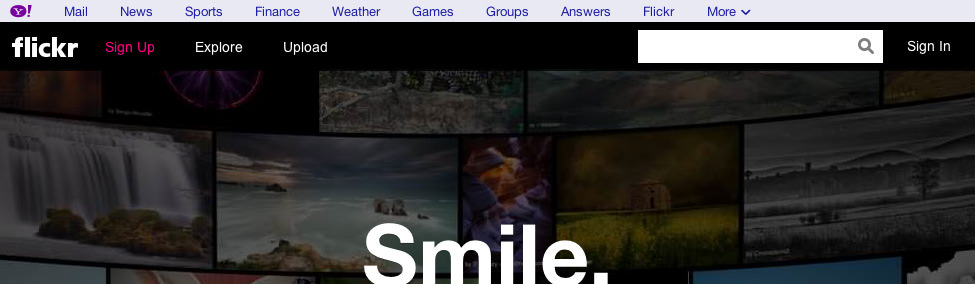 Y! Mail News Sports Finance Weather Games Groups Answers Flickr More
flickr Sign Up Explore Upload Sign In
Smile.